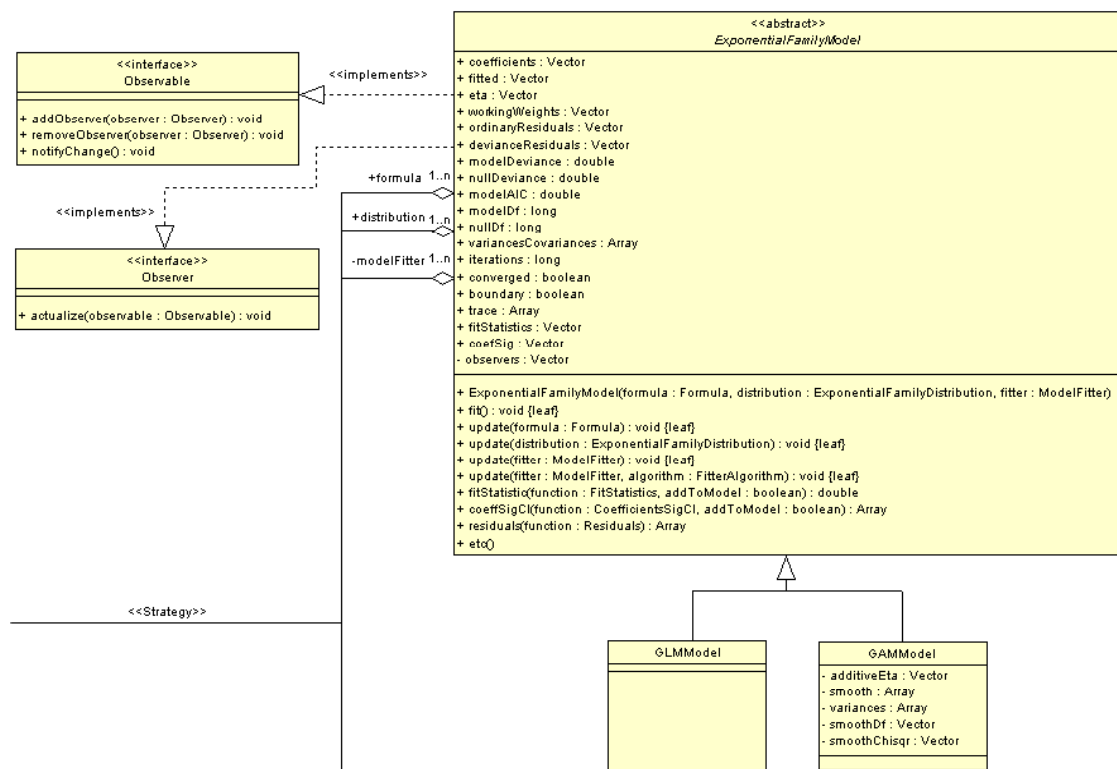 <<abstract>>
ExponentialFamilyModel
+ coefficients : Vector
+ fitted : Vector
+ eta : Vector
+ workingWeights : Vector
+ ordinaryResiduals : Vector
+ devianceResiduals : Vector
+ modelDeviance : double
+ nullDeviance : double
+ modelAIC : double
+ modelDf : long
+ nullDf : long
+ variancesCovariances : Array
+ iterations : long
+ converged : boolean
+ boundary : boolean
+ trace : Array
+ fitStatistics : Vector
+ coefSig : Vector
- observers : Vector
+ ExponentialFamilyModel(formula : Formula, distribution : ExponentialFamilyDistribution, fitter : ModelFitter)
+ fit() : void {leaf}
+ update(formula : Formula) : void {leaf}
+ update(distribution : ExponentialFamilyDistribution) : void {leaf}
+ update(fitter : ModelFitter) : void {leaf}
+ update(fitter : ModelFitter, algorithm : FitterAlgorithm) : void {leaf}
+ fitStatistic(function : FitStatistics, addToModel : boolean) : double
+ coeffSigCI(function : CoefficientsSigCI, addToModel : boolean) : Array
+ residuals(function : Residuals) : Array
+ etc()
<<interface>>
Observable
+ addObserver(observer : Observer) : void
+ removeObserver(observer : Observer) : void
+ notifyChange() : void
<<implements>>
<<implements>>
+formula 1..n
+distribution 1..n
-modelFitter 1..n
<<interface>>
Observer
+ actualize(observable : Observable) : void
<<Strategy>>
GLMModel
GAMModel
- additiveEta : Vector
- smooth : Array
- variances : Array
- smoothDf : Vector
- smoothChisqr : Vector